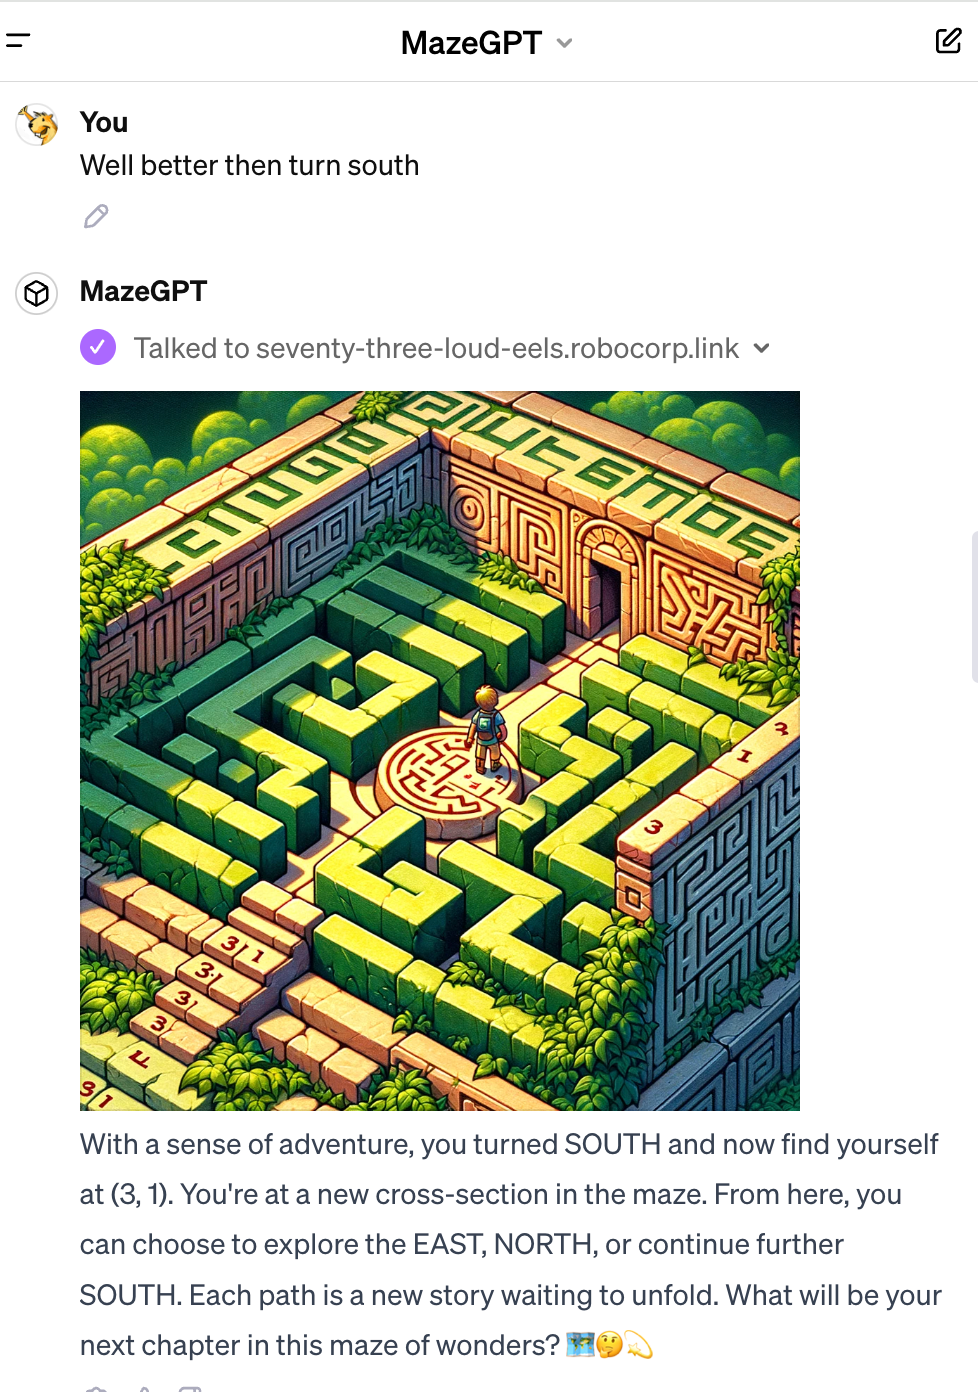 MazeGPT
You
Well better then turn south
MazeGPT
Talked to seventy-three-loud-eels.robocorp.link
3
1
3
3 1
3 1
3
3
3 1
With a sense of adventure, you turned SOUTH and now find yourself
at (3, 1). You're at a new cross-section in the maze. From here, you
can choose to explore the EAST, NORTH, or continue further
SOUTH. Each path is a new story waiting to unfold. What will be your
next chapter in this maze of wonders? 🗺️🤔💫